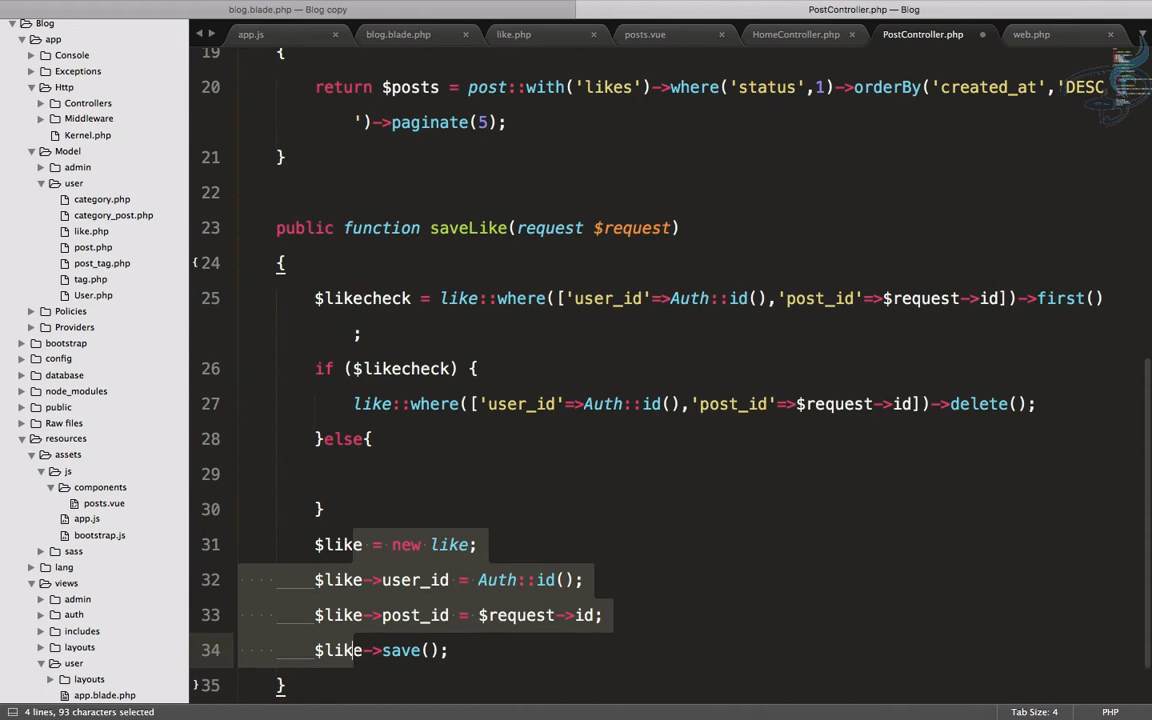 blog.blade.php — Blog copy
PostController.php — Blog
Blog
app
Console
Exceptions
Http
Controllers
Middleware
Kernel.php
Model
admin
user
category.php
category_post.php
like.php
post.php
post_tag.php
tag.php
User.php
Policies
Providers
bootstrap
config
database
node_modules
public
Raw files
resources
assets
js
components
posts.vue
app.js
bootstrap.js
sass
lang
views
admin
auth
includes
layouts
user
layouts
app.blade.php
app.js × blog.blade.php × like.php × posts.vue × HomeController.php × PostController.php web.php ×
19 {
20 return $posts = post::with('likes')->where('status',1)->orderBy('created_at','DESC
')->paginate(5);
21 }
22
23 public function saveLike(request $request)
24 {
25 $likecheck = like::where(['user_id'=>Auth::id(),'post_id'=>$request->id])->first()
;
26 if ($likecheck) {
27 like::where(['user_id'=>Auth::id(),'post_id'=>$request->id])->delete();
28 }else{
29
30 }
31 $like = new like;
32 $like->user_id = Auth::id();
33 $like->post_id = $request->id;
34 $like->save();
35 }
4 lines, 93 characters selected
Tab Size: 4
PHP